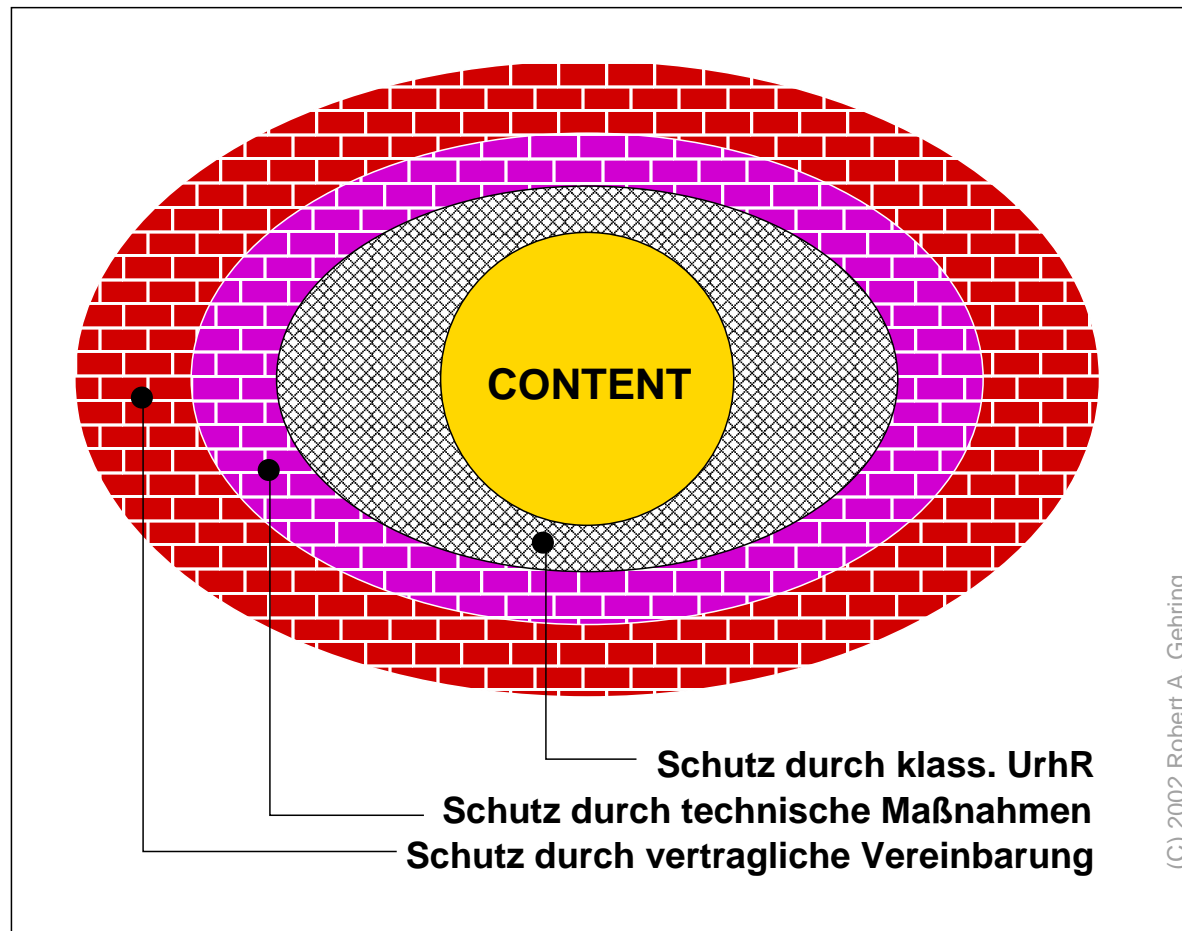 CONTENT
Schutz durch klass. UrhR
Schutz durch technische Maßnahmen
Schutz durch vertragliche Vereinbarung
(C) 2002 Robert A. Gehring